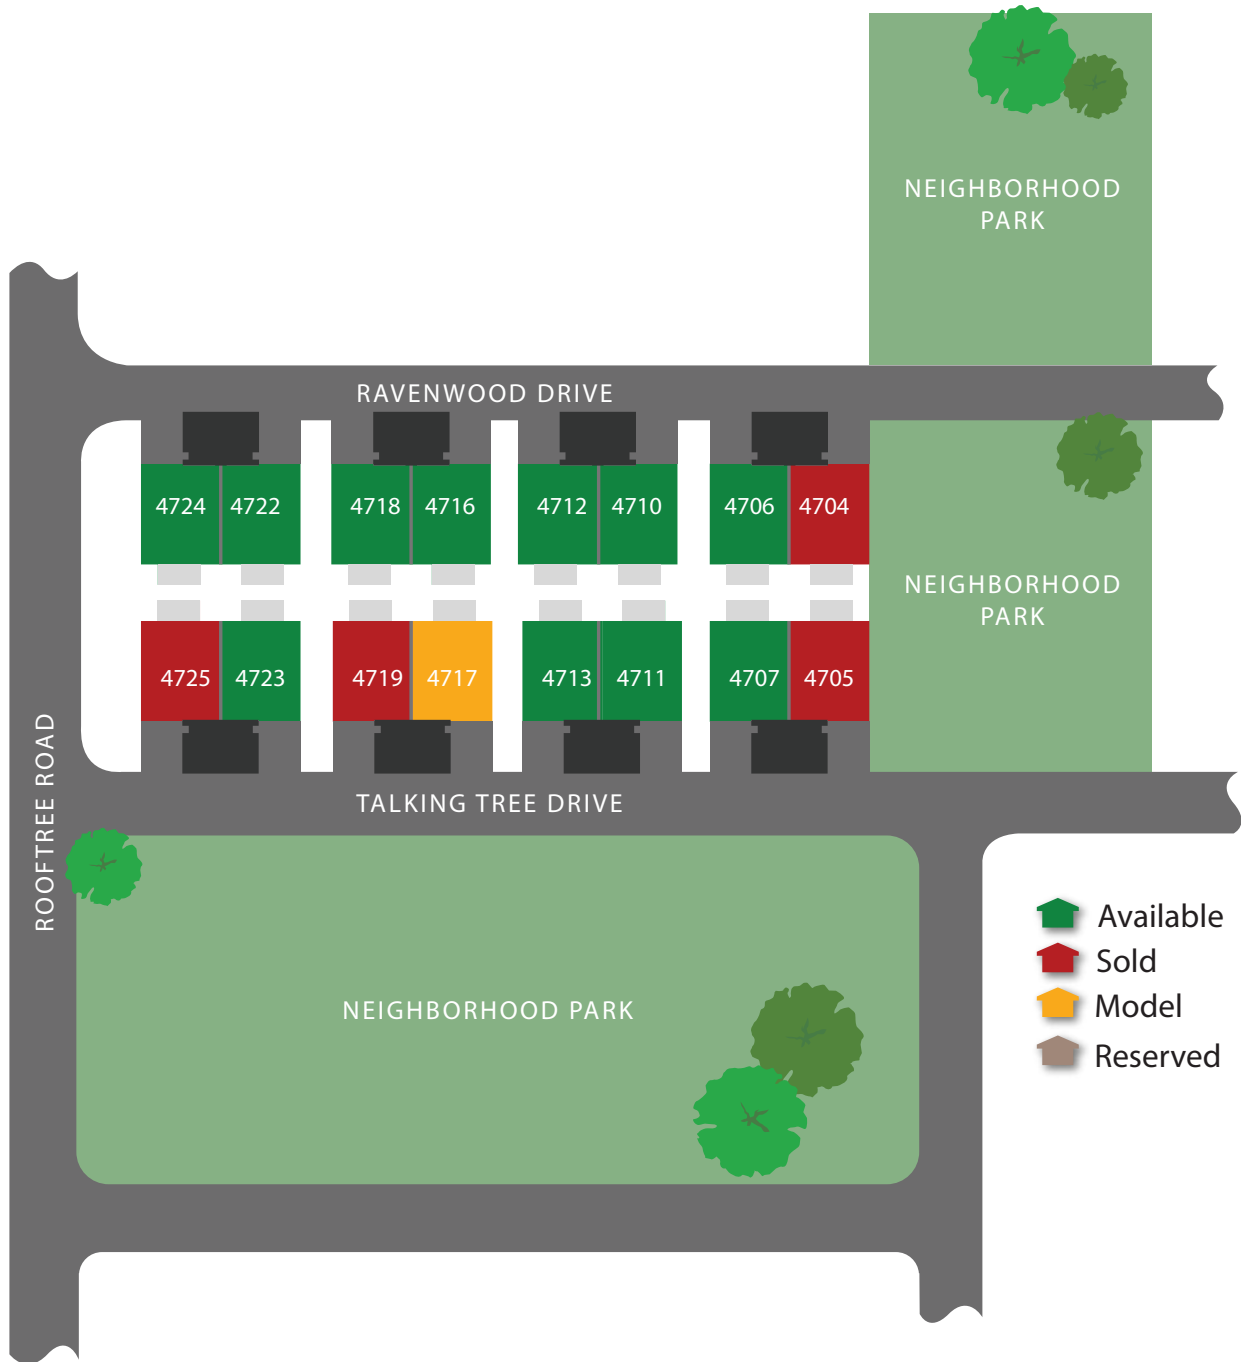 NEIGHBORHOOD
PARK
RAVENWOOD DRIVE
4724 4722 4718 4716 4712 4710 4706 4704
NEIGHBORHOOD
PARK
4725 4723 4719 4717 4713 4711 4707 4705
ROOFTREE ROAD
TALKING TREE DRIVE
NEIGHBORHOOD PARK
Available
Sold
Model
Reserved